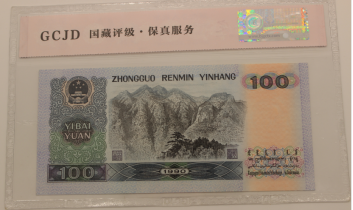 GCJD 国藏评级·保真服务
ZHONGGUO RENMIN YINHANG
100
YIBAI
YUAN
100
1990